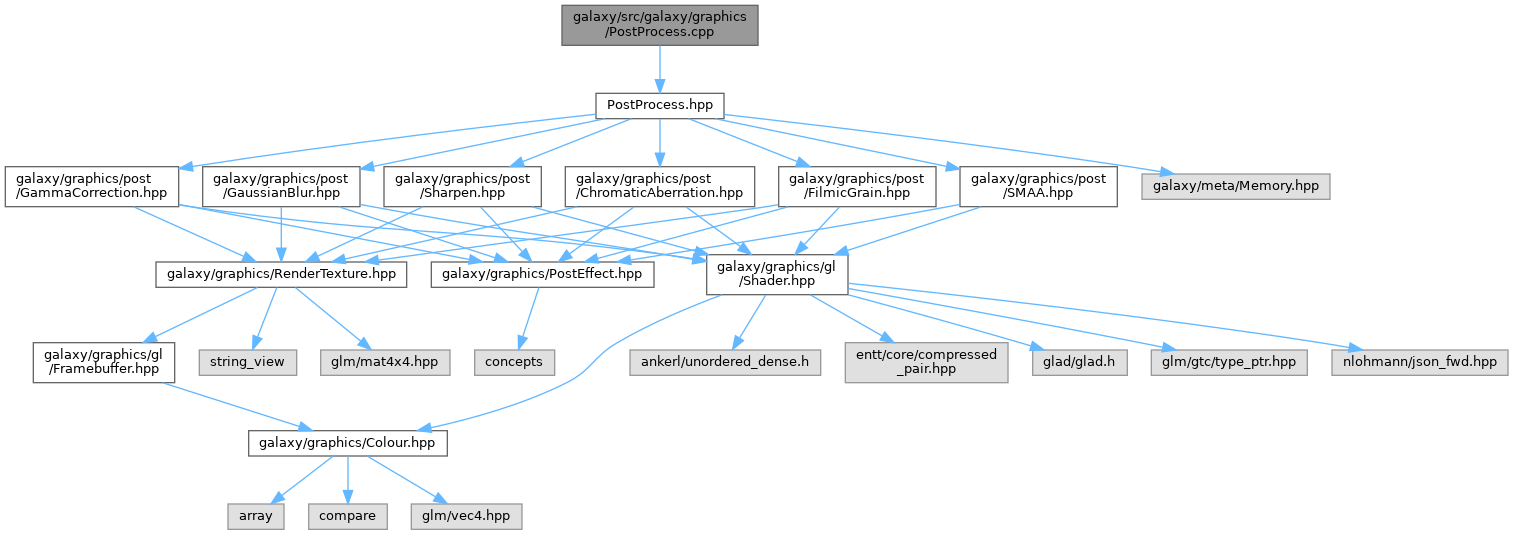 galaxy/src/galaxy/graphics
/PostProcess.cpp
PostProcess.hpp
galaxy/graphics/post
/GammaCorrection.hpp
galaxy/graphics/post
/GaussianBlur.hpp
galaxy/graphics/post
/Sharpen.hpp
galaxy/graphics/post
/ChromaticAberration.hpp
galaxy/graphics/post
/FilmicGrain.hpp
galaxy/graphics/post
/SMAA.hpp
galaxy/meta/Memory.hpp
galaxy/graphics/RenderTexture.hpp
galaxy/graphics/PostEffect.hpp
galaxy/graphics/gl
/Shader.hpp
galaxy/graphics/gl
/Framebuffer.hpp
string_view
glm/mat4x4.hpp
concepts
ankerl/unordered_dense.h
entt/core/compressed
_pair.hpp
glad/glad.h
glm/gtc/type_ptr.hpp
nlohmann/json_fwd.hpp
galaxy/graphics/Colour.hpp
array
compare
glm/vec4.hpp